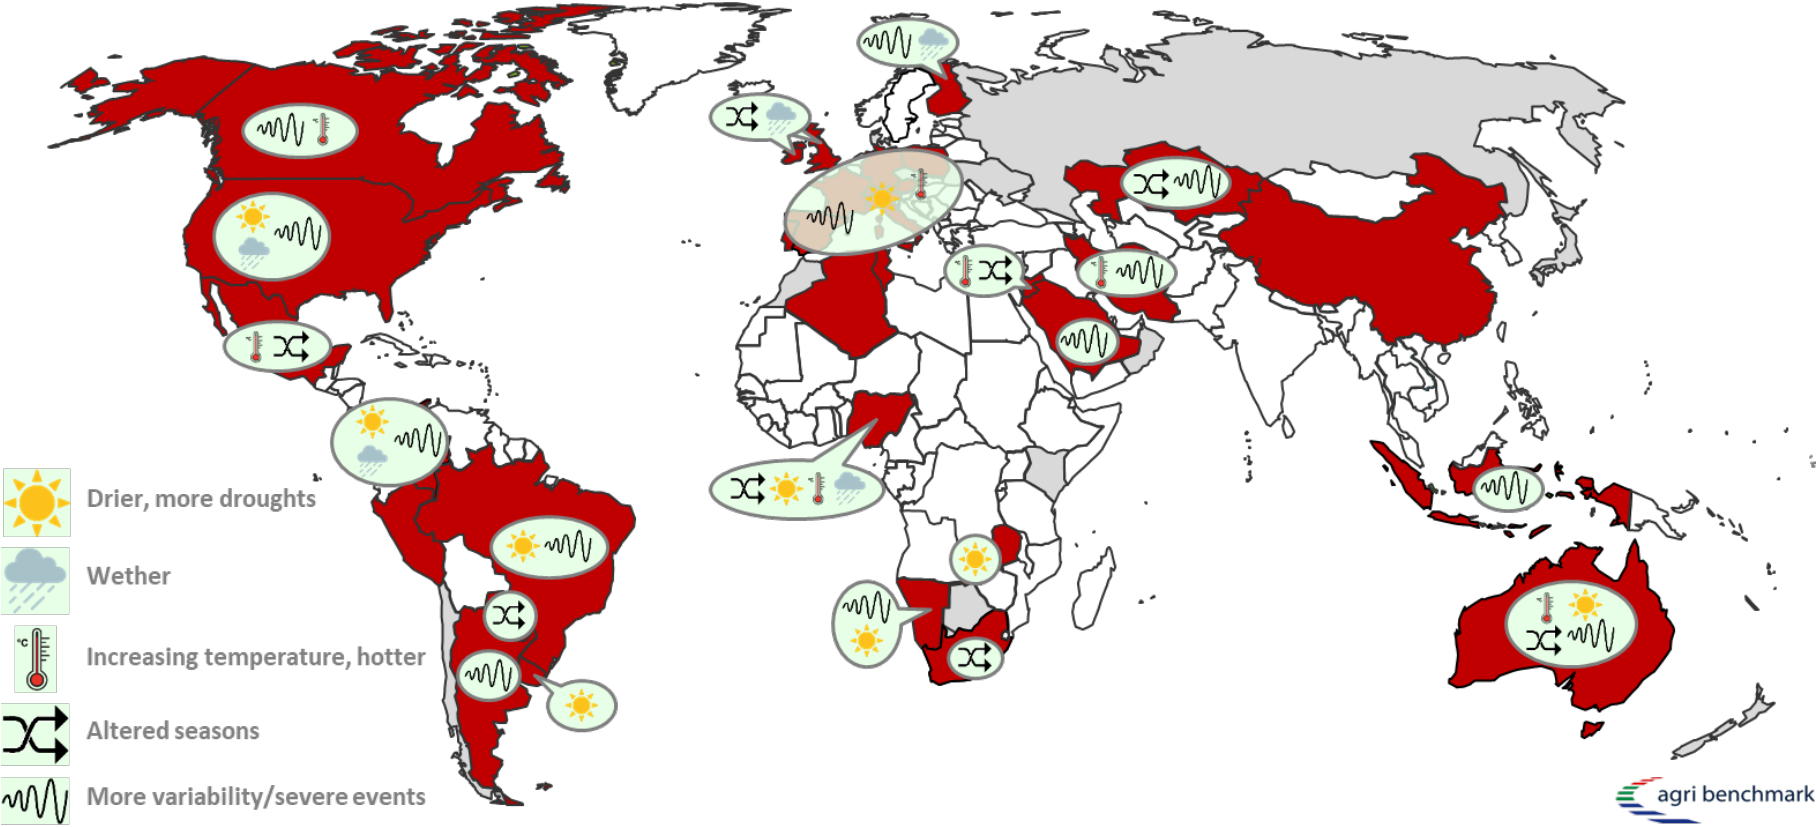 Drier, more droughts
Wether
°C
Increasing temperature, hotter
Altered seasons
More variability/severe events
agri benchmark